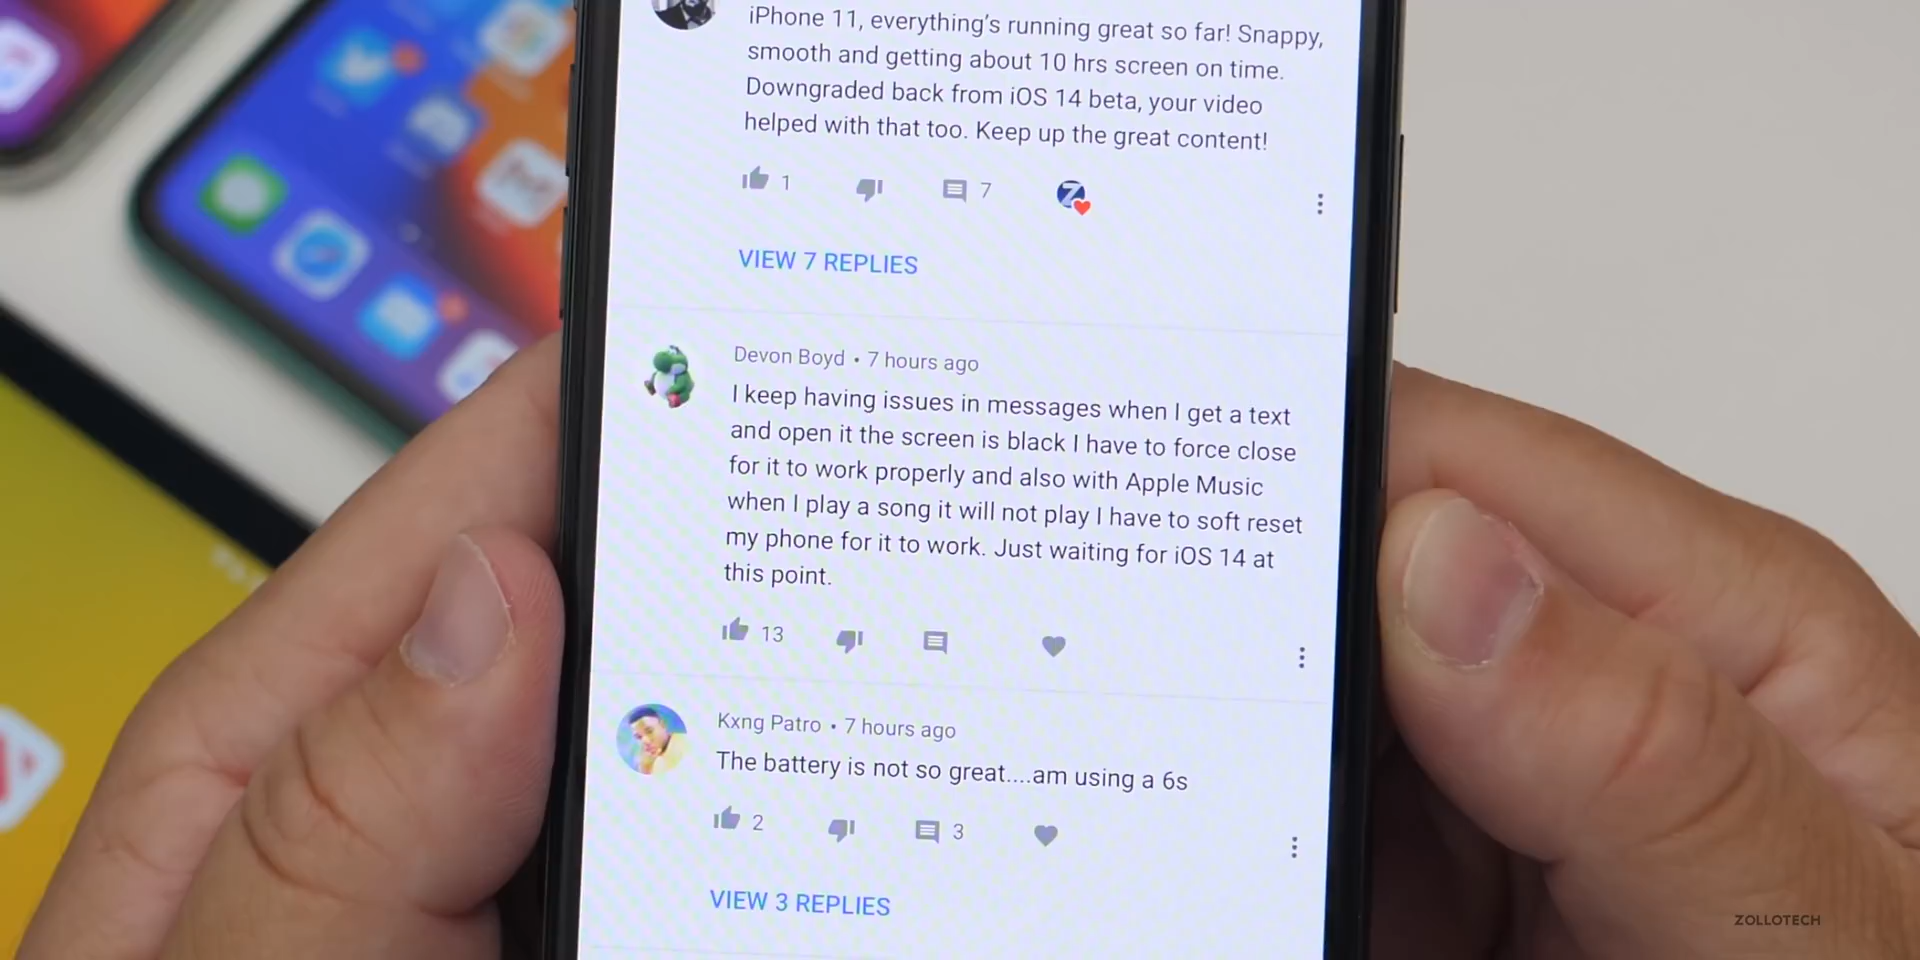 iPhone 11, everything's running great so far! Snappy,
smooth and getting about 10 hrs screen on time.
Downgraded back from iOS 14 beta, your video
helped with that too. Keep up the great content!
1
7
Z
VIEW 7 REPLIES
Devon Boyd • 7 hours ago
I keep having issues in messages when I get a text
and open it the screen is black I have to force close
for it to work properly and also with Apple Music
when I play a song it will not play I have to soft reset
my phone for it to work. Just waiting for iOS 14 at
this point.
13
Kxng Patro • 7 hours ago
The battery is not so great....am using a 6s
2
3
VIEW 3 REPLIES
ZOLLOTECH